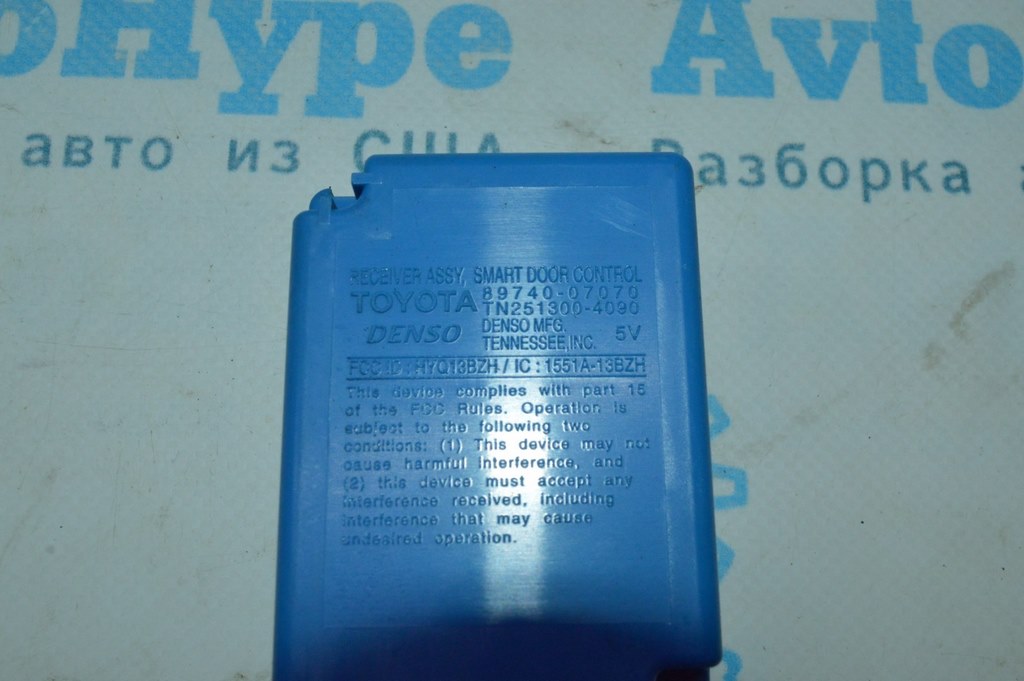 oHype Avto
авто из США Разборка а
RECEIVER ASSY, SMART DOOR CONTROL
TOYOTA 89740-07070
TN251300-4090
DENSO DENSO MFG. 5V
TENNESSEE, INC.
FCC ID : HYQ13BZH / IC : 1551A-13BZH
This device complies with part 15
of the FCC Rules. Operation is
subject to the following two
conditions: (1) This device may not
cause harmful interference, and
(2) this device must accept any
interference received, including
interference that may cause
undesired operation.